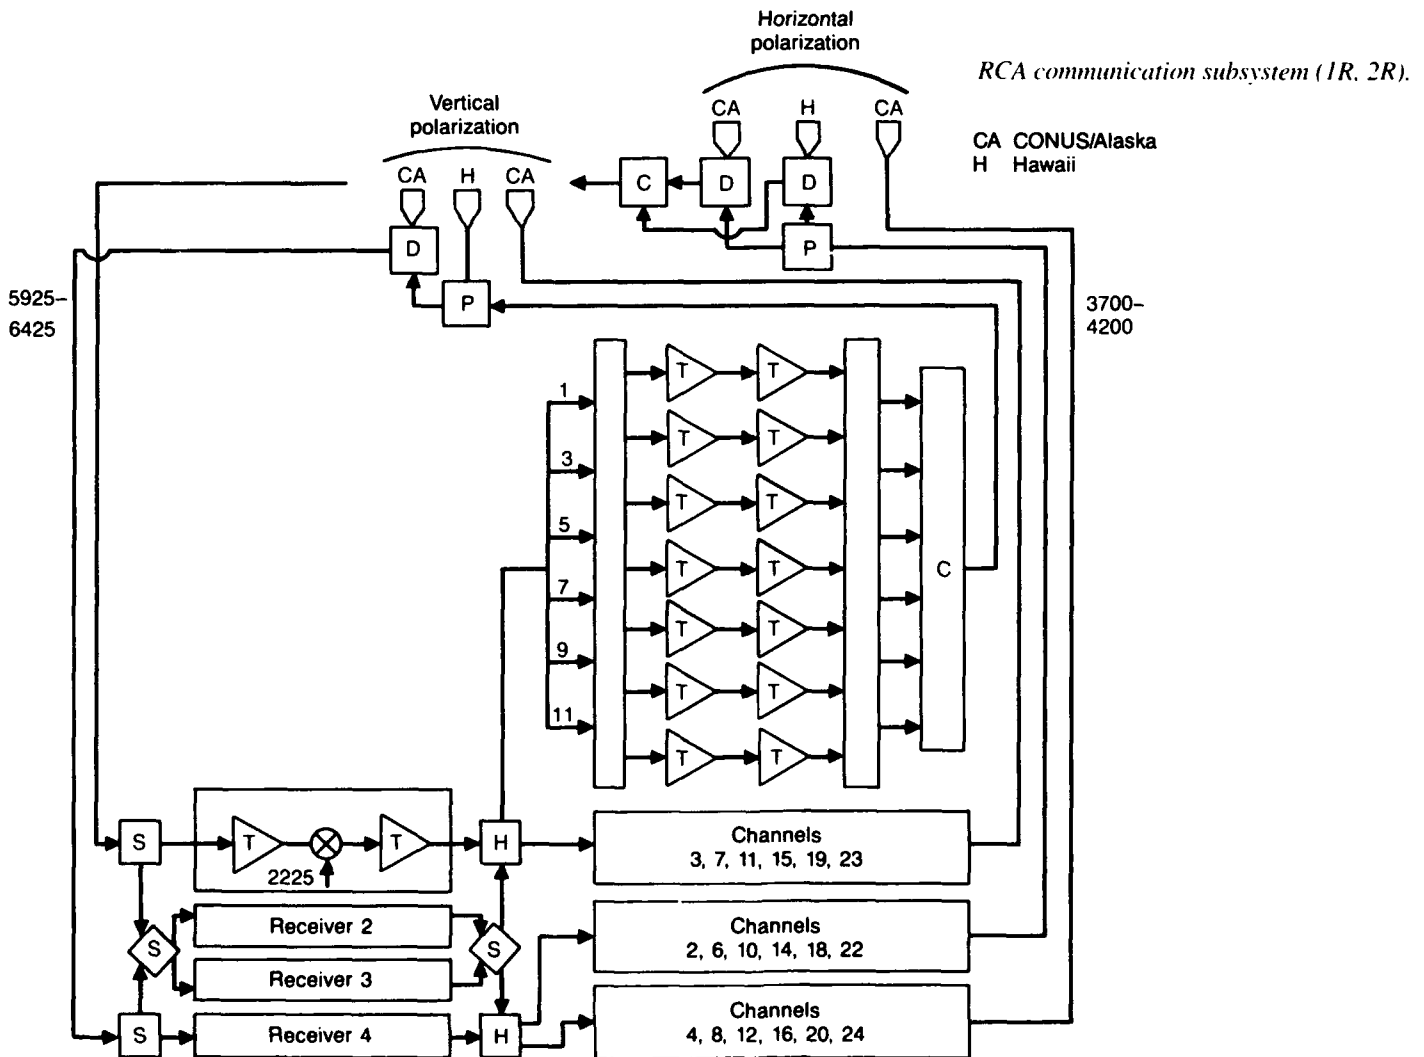 Horizontal
polarization
RCA communication subsystem (1R, 2R).
Vertical
polarization
CA H CA
CA CONUS/Alaska
H Hawaii
CA H CA
C D D
D P
P
5925–
6425
3700–
4200
T T
1
T T
3
T T
5
T T
C
7
T T
9
T T
11
T T
S T T H
2225
Channels
3, 7, 11, 15, 19, 23
Receiver 2
S S
Receiver 3
Channels
2, 6, 10, 14, 18, 22
S Receiver 4 H
Channels
4, 8, 12, 16, 20, 24